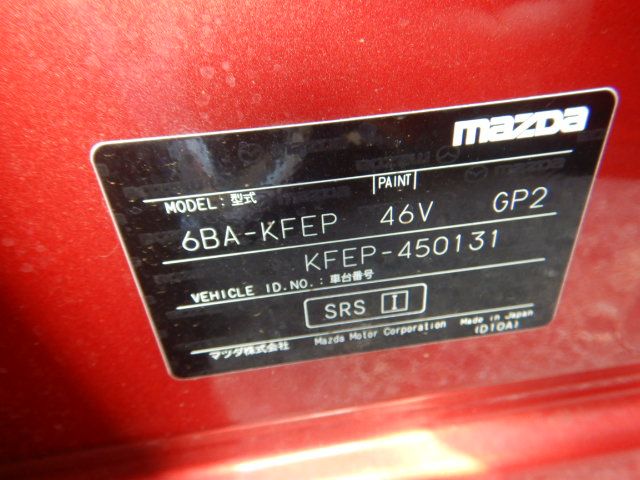 mazda
MODEL: 型式 PAINT
6BA-KFEP 46V GP2
KFEP-450131
VEHICLE ID.NO.: 車台番号
SRS I
マツダ株式会社 Mazda Motor Corporation Made in Japan
(D10A)